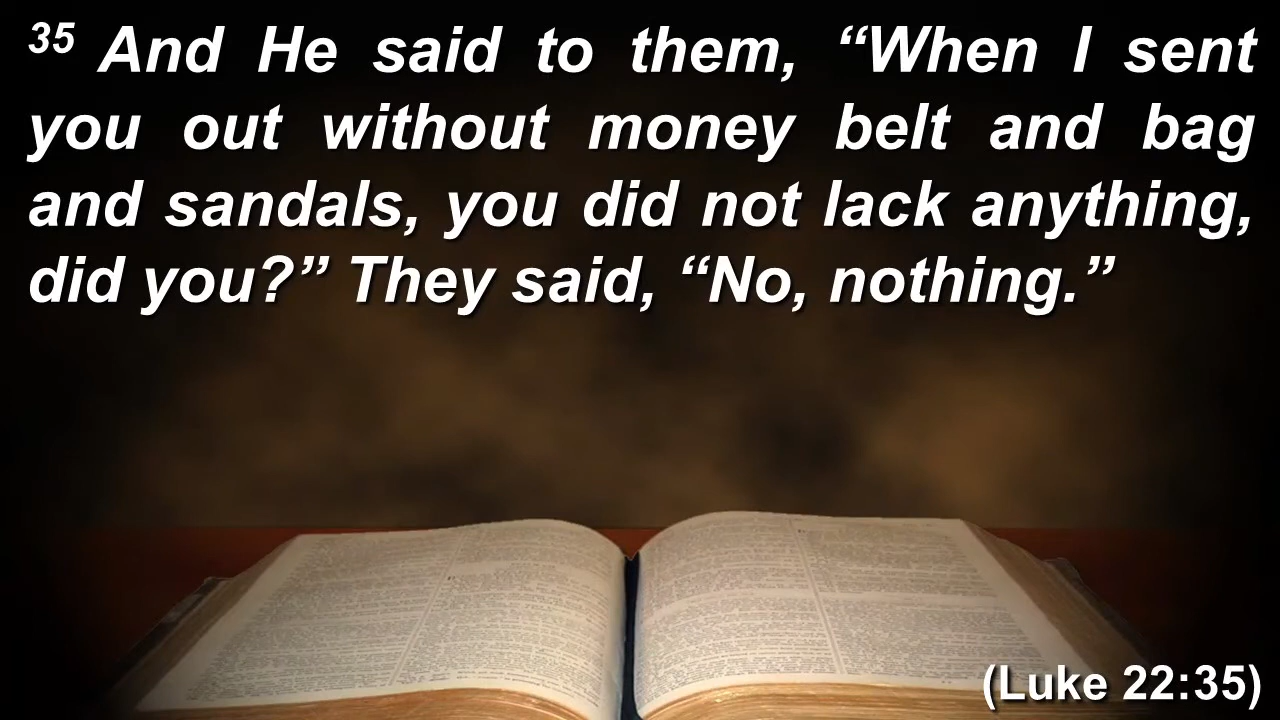 35 And He said to them, “When I sent
you out without money belt and bag
and sandals, you did not lack anything,
did you?” They said, “No, nothing.”
(Luke 22:35)